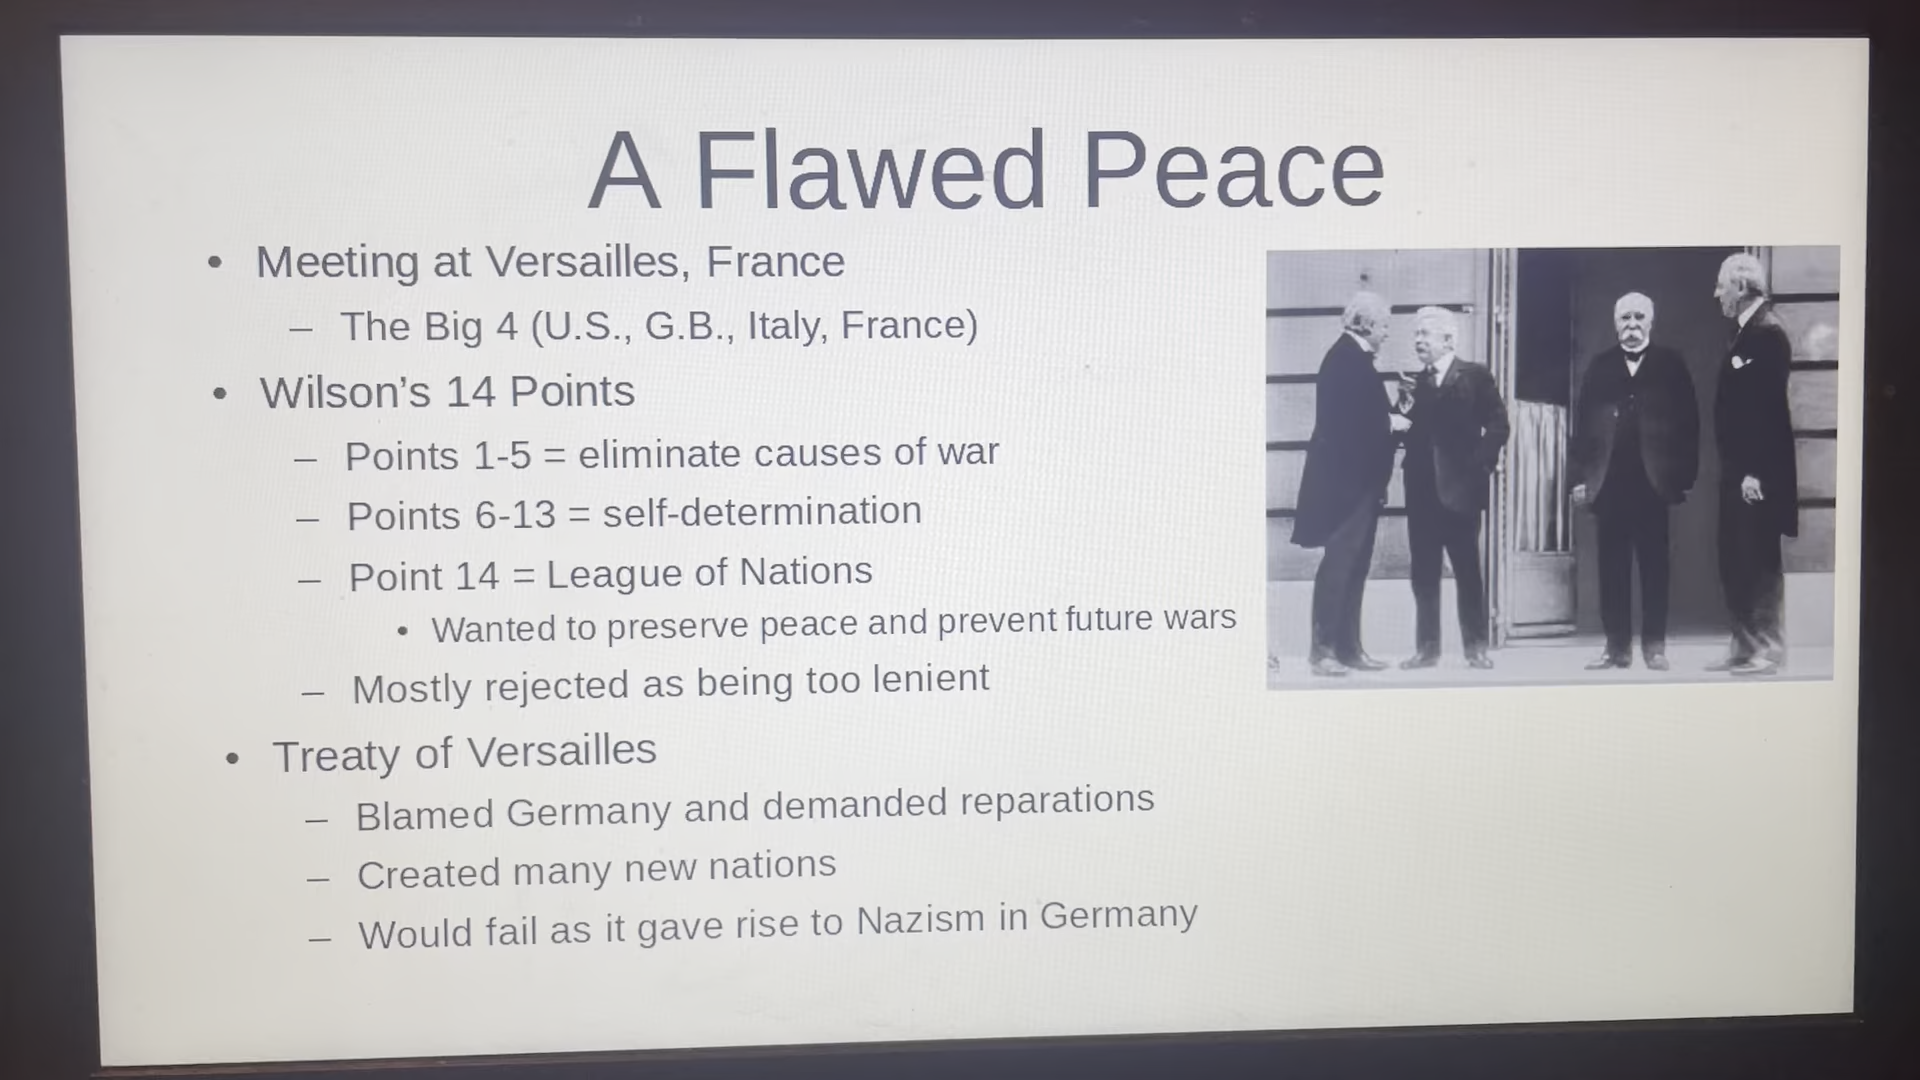 A Flawed Peace
• Meeting at Versailles, France
– The Big 4 (U.S., G.B., Italy, France)
• Wilson’s 14 Points
– Points 1-5 = eliminate causes of war
– Points 6-13 = self-determination
– Point 14 = League of Nations
• Wanted to preserve peace and prevent future wars
– Mostly rejected as being too lenient
• Treaty of Versailles
– Blamed Germany and demanded reparations
– Created many new nations
– Would fail as it gave rise to Nazism in Germany